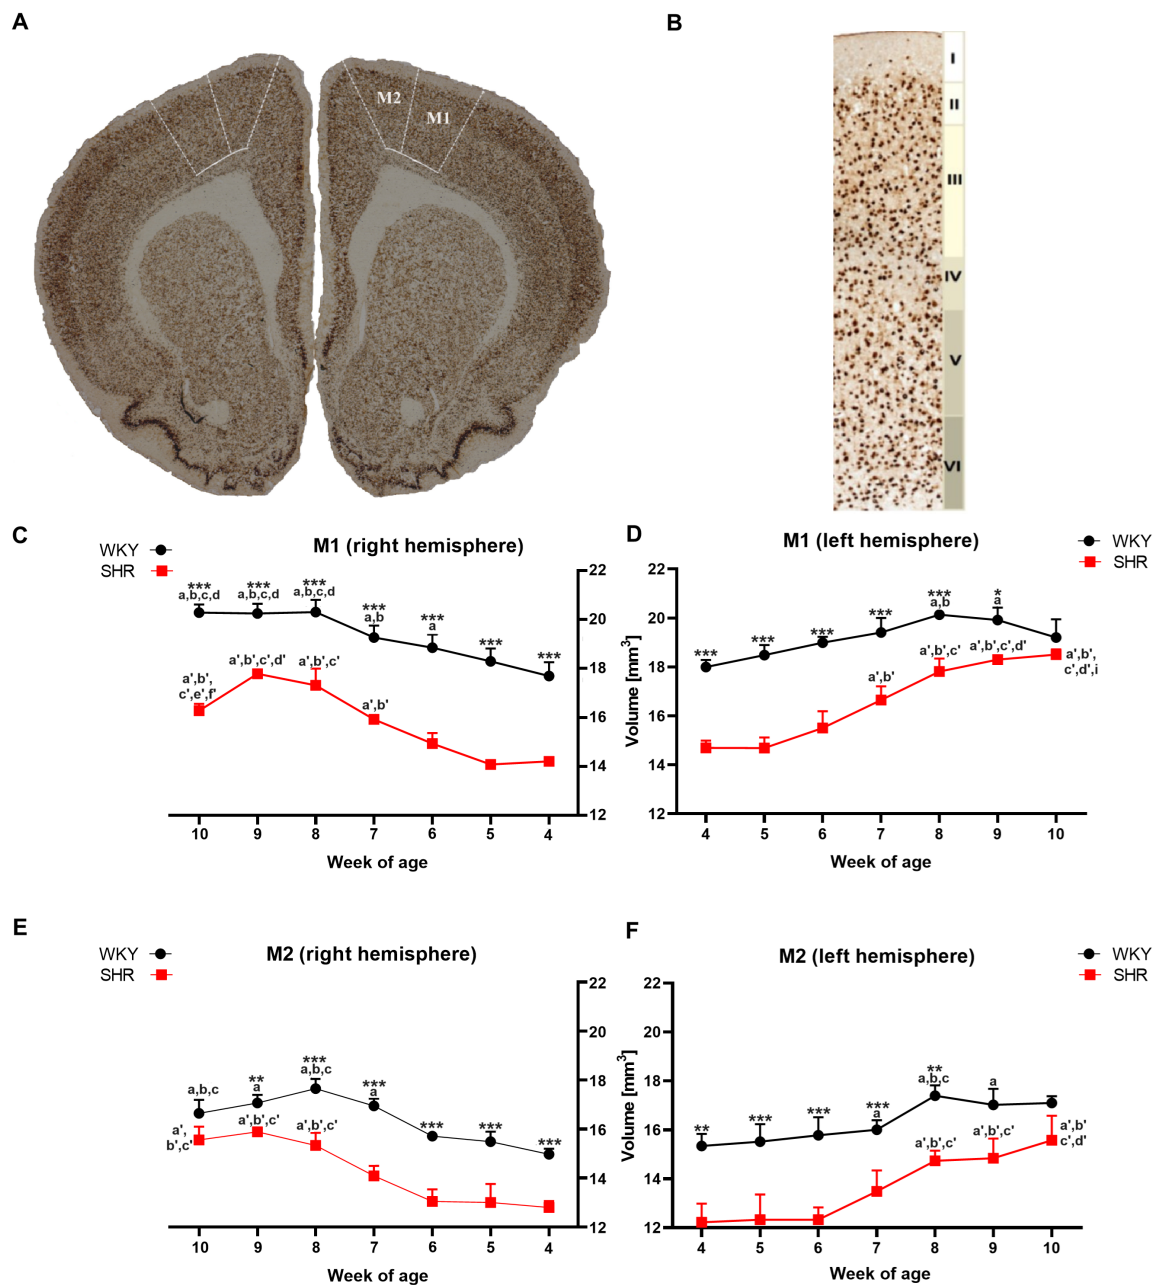 A
B
M2
M1
I
II
III
IV
V
VI
C
WKY
SHR
M1 (right hemisphere)
***
a,b,c,d
***
a,b,c,d
***
a,b,c,d
***
a,b
***
a
***
***
a',b',
c',e',f'
a',b',c',d'
a',b',c'
a',b'
22
20
18
16
14
12
10 9 8 7 6 5 4
Week of age
D
M1 (left hemisphere)
WKY
SHR
Volume [mm3]
22
20
18
16
14
12
***
***
***
***
***
a,b
*
a
a',b'
a',b',c'
a',b',c',d'
a',b',
c',d',i
4 5 6 7 8 9 10
Week of age
E
WKY
SHR
M2 (right hemisphere)
a,b,c
**
a
***
a,b,c
***
a
***
***
***
a',
b',c'
a',b',c'
a',b',c'
22
20
18
16
14
12
10 9 8 7 6 5 4
Week of age
F
M2 (left hemisphere)
WKY
SHR
Volume [mm3]
22
20
18
16
14
12
**
***
***
***
a
**
a,b,c
a
a',b',c'
a',b',c'
a',b'
c',d'
4 5 6 7 8 9 10
Week of age